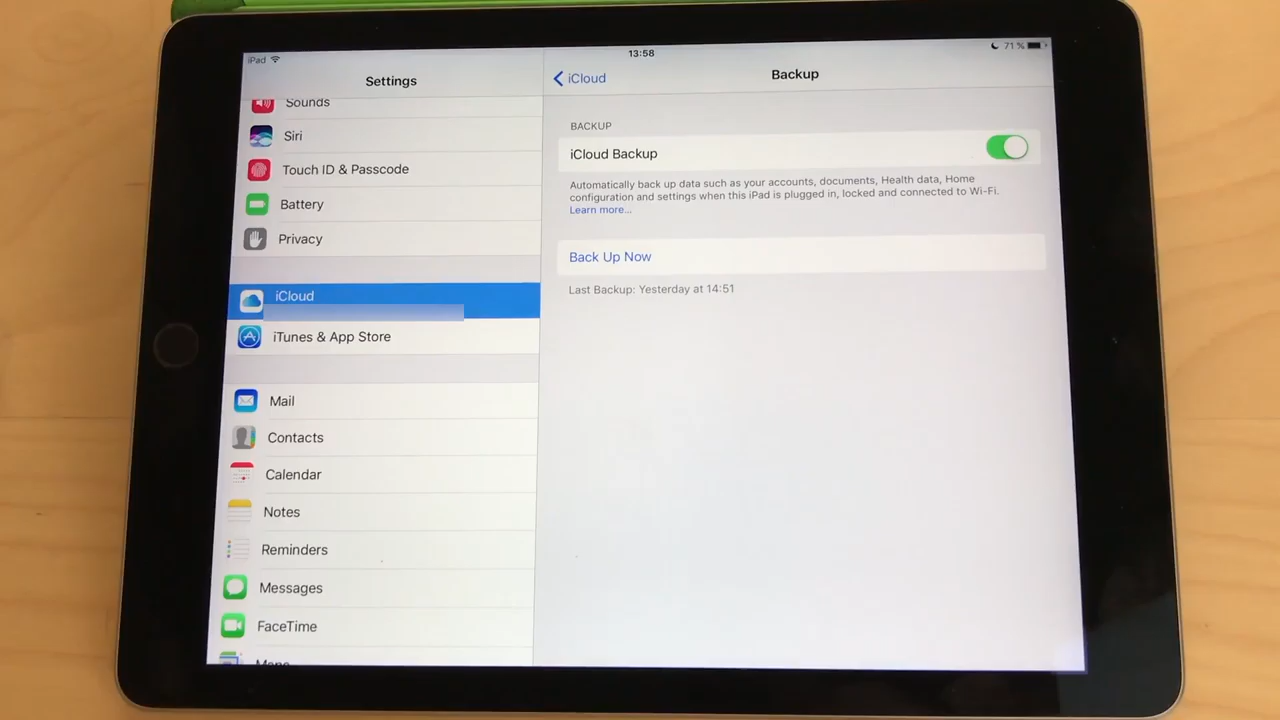 iPad
13:58
71 %
Settings
Sounds
Siri
Touch ID & Passcode
Battery
Privacy
iCloud
iTunes & App Store
Mail
Contacts
Calendar
Notes
Reminders
Messages
FaceTime
Maps
iCloud
Backup
BACKUP
iCloud Backup
Automatically back up data such as your accounts, documents, Health data, Home
configuration and settings when this iPad is plugged in, locked and connected to Wi-Fi.
Learn more...
Back Up Now
Last Backup: Yesterday at 14:51